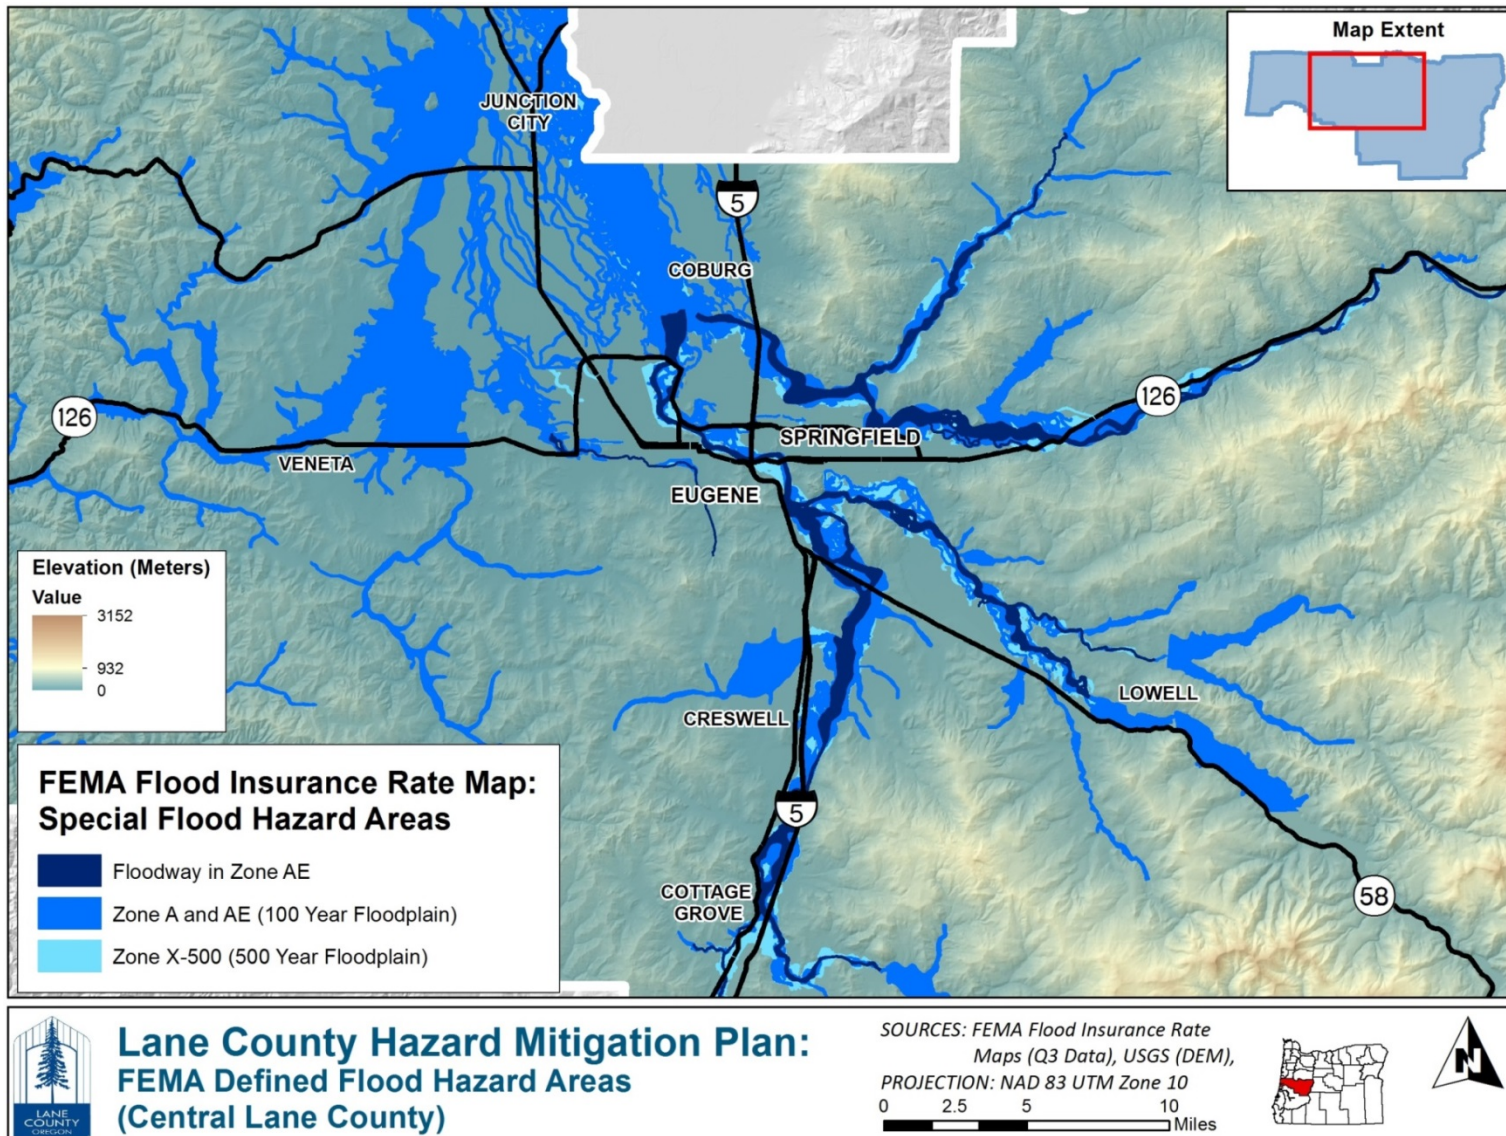 Map Extent
JUNCTION
CITY
5
COBURG
126
126
SPRINGFIELD
VENETA
EUGENE
Elevation (Meters)
Value
3152
932
0
LOWELL
CRESWELL
FEMA Flood Insurance Rate Map:
Special Flood Hazard Areas
Floodway in Zone AE
Zone A and AE (100 Year Floodplain)
Zone X-500 (500 Year Floodplain)
5
COTTAGE
GROVE
58
LANE
COUNTY
OREGON
Lane County Hazard Mitigation Plan:
FEMA Defined Flood Hazard Areas
(Central Lane County)
SOURCES: FEMA Flood Insurance Rate
Maps (Q3 Data), USGS (DEM),
PROJECTION: NAD 83 UTM Zone 10
0 2.5 5 10
Miles
N